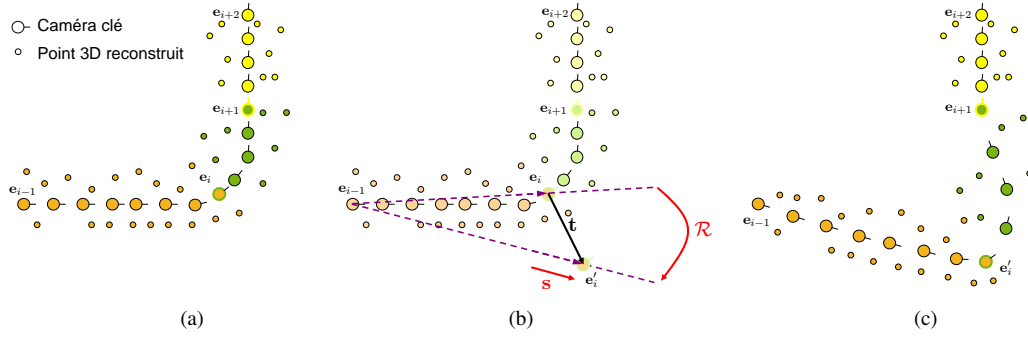 Caméra clé
Point 3D reconstruit
e_{i+2}
e_{i+1}
e_i
e_{i−1}
(a)
e_{i+2}
e_{i+1}
e_i
e_{i−1}
t
R
s
e'_i
(b)
e_{i+2}
e_{i+1}
e_{i−1}
e'_i
(c)